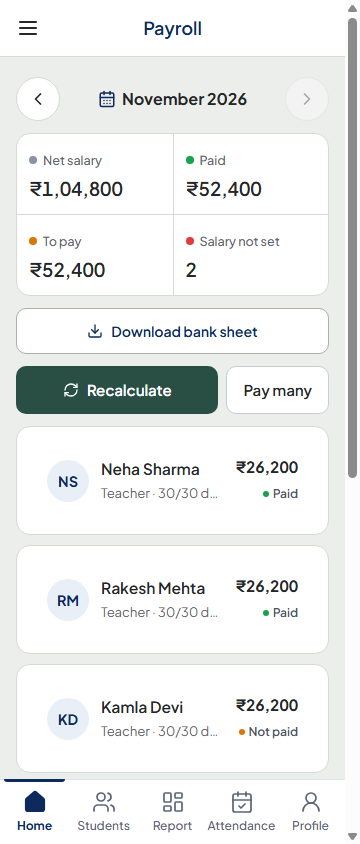 Payroll
November 2026
Net salary
₹1,04,800
Paid
₹52,400
To pay
₹52,400
Salary not set
2
Download bank sheet
Recalculate
Pay many
NS
Neha Sharma
Teacher · 30/30 d...
₹26,200
Paid
RM
Rakesh Mehta
Teacher · 30/30 d...
₹26,200
Paid
KD
Kamla Devi
Teacher · 30/30 d...
₹26,200
Not paid
Home
Students
Report
Attendance
Profile